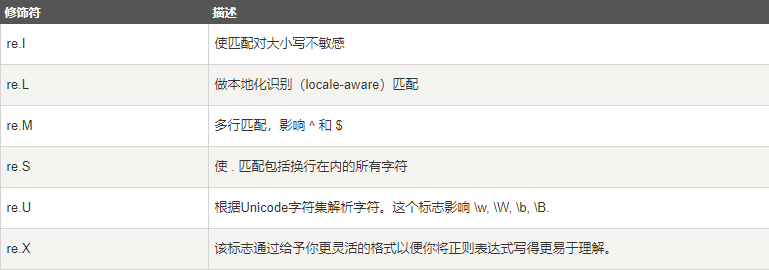 修饰符 描述
re.I 使匹配对大小写不敏感
re.L 做本地化识别（locale-aware）匹配
re.M 多行匹配，影响 ^ 和 $
re.S 使 . 匹配包括换行在内的所有字符
re.U 根据Unicode字符集解析字符。这个标志影响 \w, \W, \b, \B.
re.X 该标志通过给予你更灵活的格式以便你将正则表达式写得更易于理解。